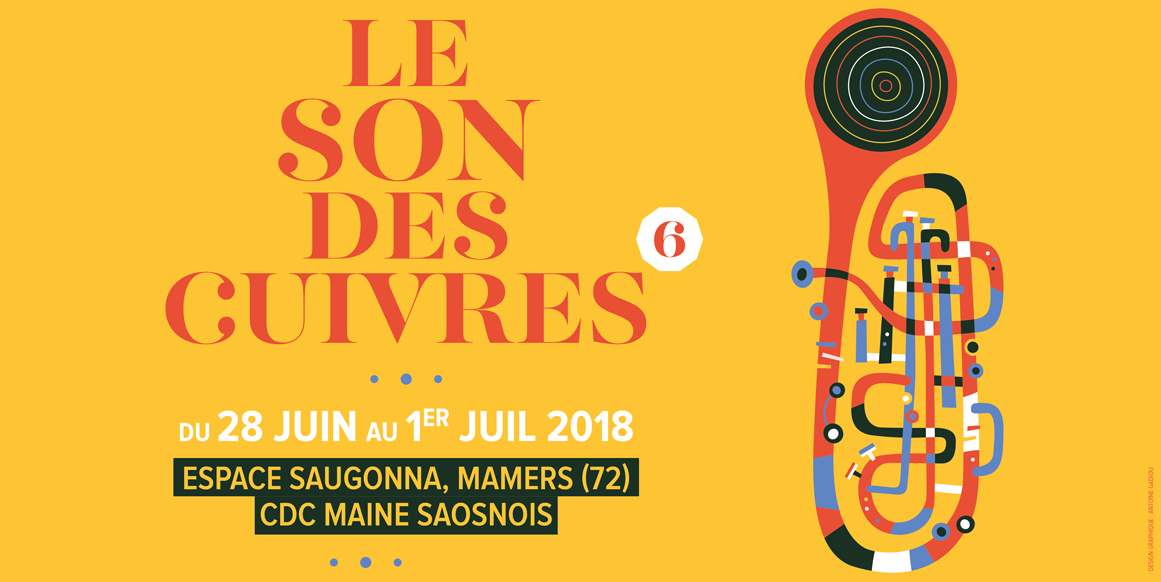 LE
SON
DES
CUIVRES
6
DU 28 JUIN AU 1ER JUIL 2018
ESPACE SAUGONNA, MAMERS (72)
CDC MAINE SAOSNOIS
DESIGN GRAPHIQUE : ANTOINE GADIOU